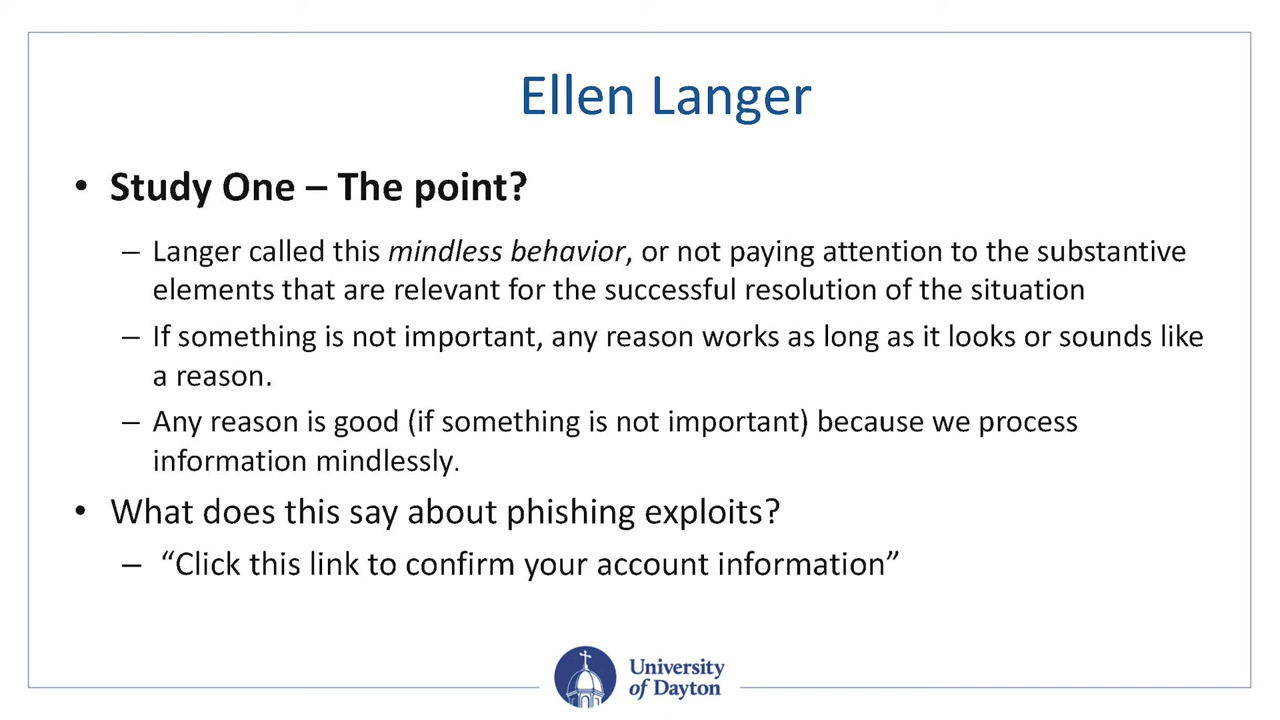 Ellen Langer
• Study One – The point?
– Langer called this mindless behavior, or not paying attention to the substantive
elements that are relevant for the successful resolution of the situation
– If something is not important, any reason works as long as it looks or sounds like
a reason.
– Any reason is good (if something is not important) because we process
information mindlessly.
• What does this say about phishing exploits?
– “Click this link to confirm your account information”
University
of Dayton